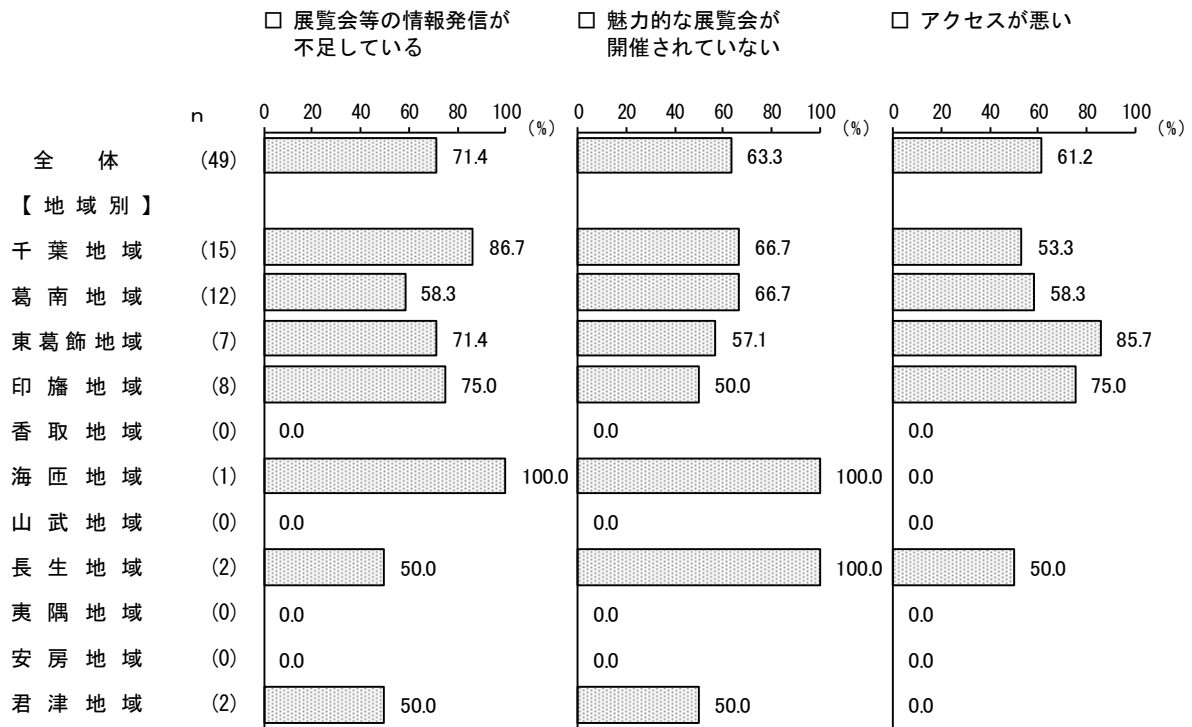 □ 展覧会等の情報発信が
不足している
□ 魅力的な展覧会が
開催されていない
□ アクセスが悪い
n
0 20 40 60 80 100
(%)
0 20 40 60 80 100
(%)
0 20 40 60 80 100
(%)
全 体 (49) 71.4 63.3 61.2
【 地 域 別 】
千 葉 地 域 (15) 86.7 66.7 53.3
葛 南 地 域 (12) 58.3 66.7 58.3
東 葛 飾 地 域 (7) 71.4 57.1 85.7
印 旛 地 域 (8) 75.0 50.0 75.0
香 取 地 域 (0) 0.0 0.0 0.0
海 匝 地 域 (1) 100.0 100.0 0.0
山 武 地 域 (0) 0.0 0.0 0.0
長 生 地 域 (2) 50.0 100.0 50.0
夷 隅 地 域 (0) 0.0 0.0 0.0
安 房 地 域 (0) 0.0 0.0 0.0
君 津 地 域 (2) 50.0 50.0 0.0